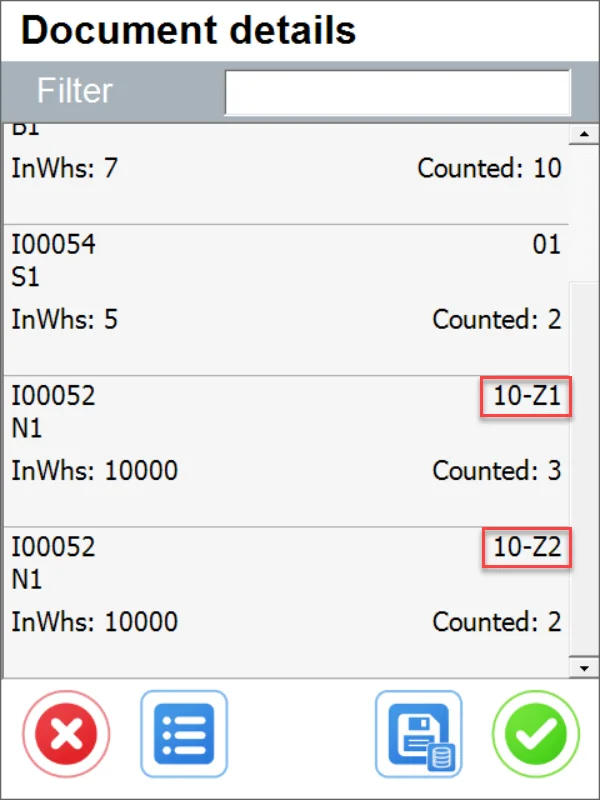 Document details
Filter
B1
InWhs: 7 Counted: 10
I00054 01
S1
InWhs: 5 Counted: 2
I00052 10-Z1
N1
InWhs: 10000 Counted: 3
I00052 10-Z2
N1
InWhs: 10000 Counted: 2